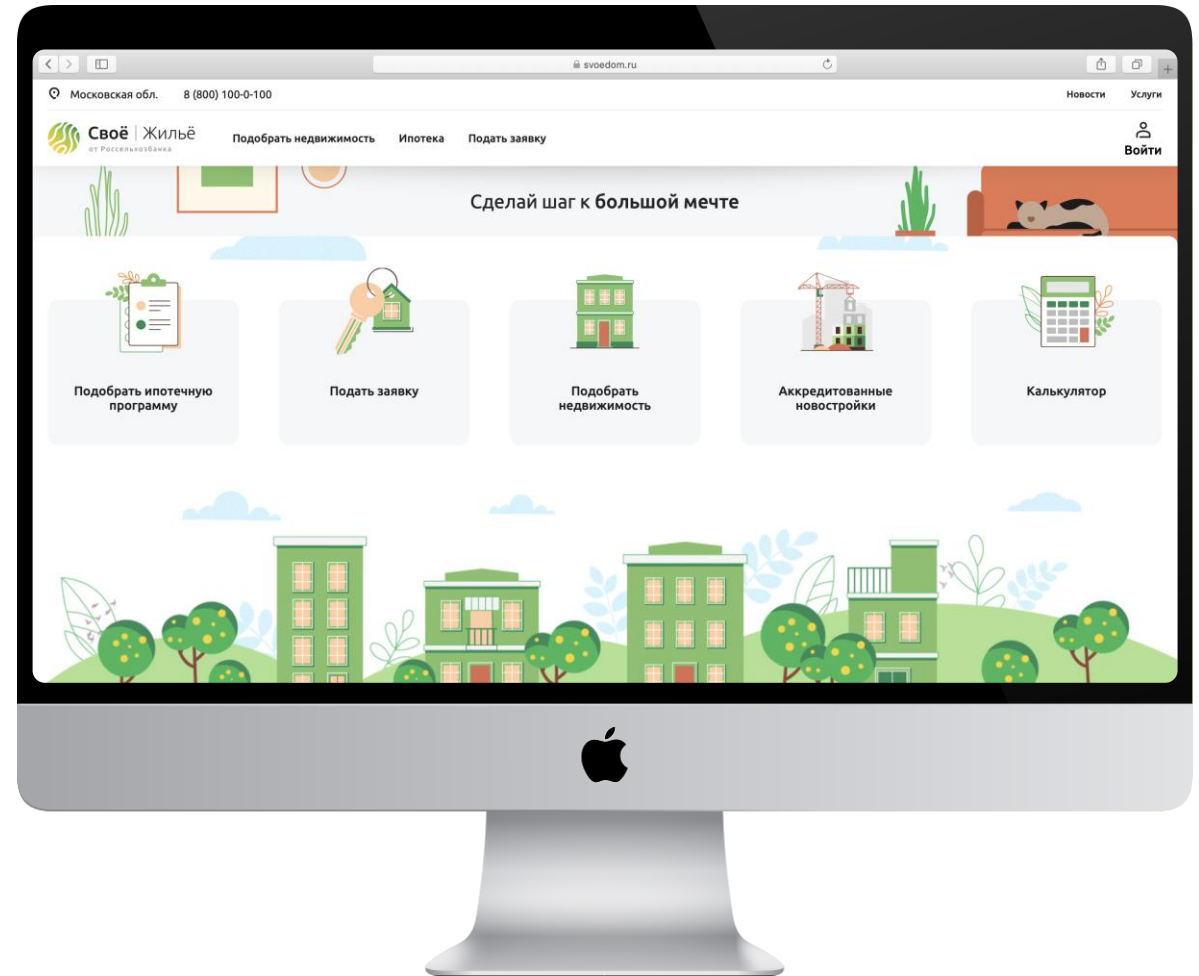 svoedom.ru
Московская обл. 8 (800) 100-0-100 Новости Услуги
Своё | Жильё
от Россельхозбанка
Подобрать недвижимость Ипотека Подать заявку
Войти
Сделай шаг к большой мечте
Подобрать ипотечную
программу
Подать заявку
Подобрать
недвижимость
Аккредитованные
новостройки
Калькулятор